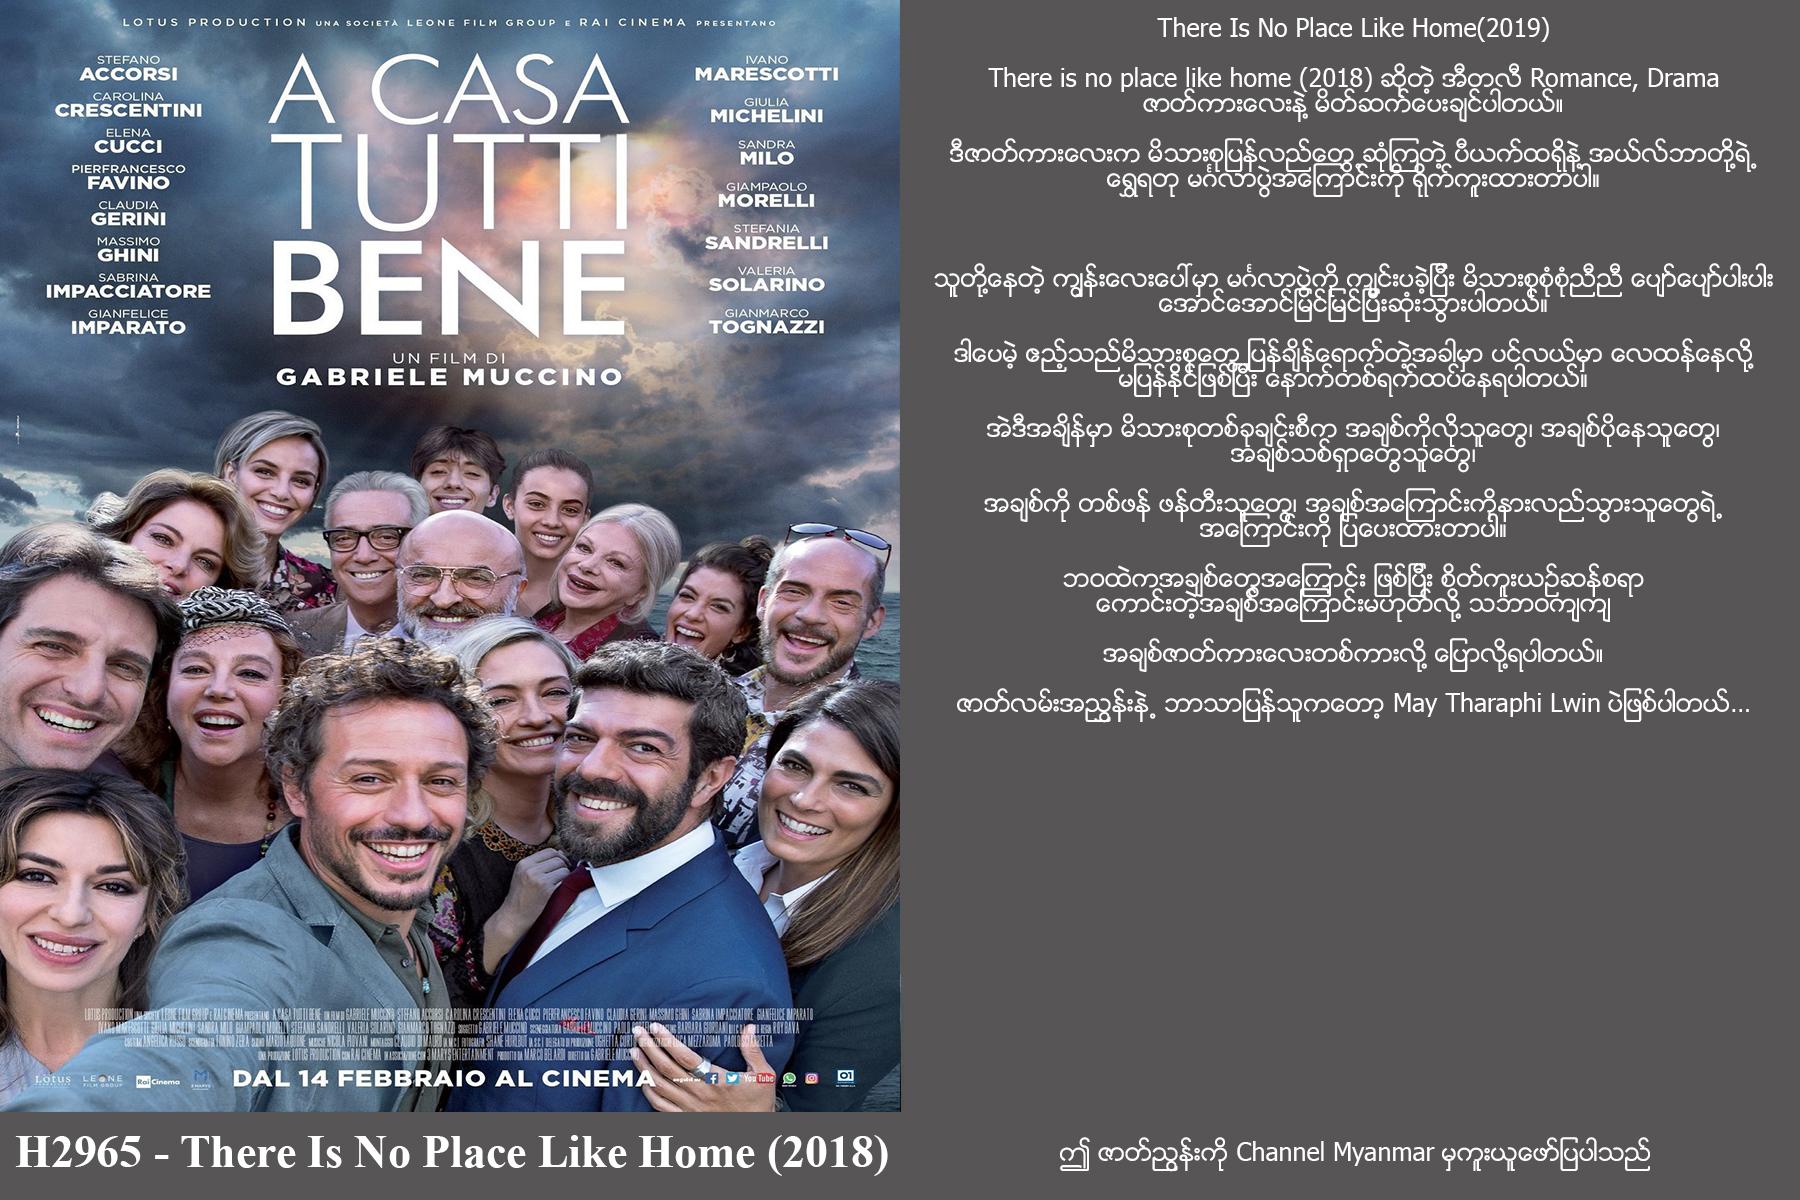 LOTUS PRODUCTION UNA SOCIETÀ LEONE FILM GROUP E RAI CINEMA PRESENTANO
STEFANO
ACCORSI
CAROLINA
CRESCENTINI
ELENA
CUCCI
PIERFRANCESCO
FAVINO
CLAUDIA
GERINI
MASSIMO
GHINI
SABRINA
IMPACCIATORE
GIANFELICE
IMPARATO
A CASA
TUTTI
BENE
UN FILM DI
GABRIELE MUCCINO
IVANO
MARESCOTTI
GIULIA
MICHELINI
SANDRA
MILO
GIAMPAOLO
MORELLI
STEFANIA
SANDRELLI
VALERIA
SOLARINO
GIANMARCO
TOGNAZZI
LOTUS
LEONE
FILM GROUP
Rai Cinema
DAL 14 FEBBRAIO AL CINEMA
YouTube
01
H2965 - There Is No Place Like Home (2018)
There Is No Place Like Home(2019)
There is no place like home (2018) ဆိုတဲ့ အီတလီ Romance, Drama
ဇာတ်ကားလေးနဲ့ မိတ်ဆက်ပေးချင်ပါတယ်။
ဒီဇာတ်ကားလေးက မိသားစုပြန်လည်တွေ့ဆုံကြတဲ့ ပီယက်ထရိုနဲ့ အယ်လ်ဘာတို့ရဲ့
ရွှေရတု မင်္ဂလာပွဲအကြောင်းကို ရိုက်ကူးထားတာပါ။
သူတို့နေတဲ့ ကျွန်းလေးပေါ်မှာ မင်္ဂလာပွဲကို ကျင်းပခဲ့ပြီး မိသားစုစုံစုံညီညီ ပျော်ပျော်ပါးပါး
အောင်အောင်မြင်မြင်ပြီးဆုံးသွားပါတယ်။
ဒါပေမဲ့ ဧည့်သည်မိသားစုတွေ ပြန်ချိန်ရောက်တဲ့အခါမှာ ပင်လယ်မှာ လေထန်နေလို့
မပြန်နိုင်ဖြစ်ပြီး နောက်တစ်ရက်ထပ်နေရပါတယ်။
အဲဒီအချိန်မှာ မိသားစုတစ်ခုချင်းစီက အချစ်ကိုလိုသူတွေ၊ အချစ်ပိုနေသူတွေ၊
အချစ်သစ်ရှာတွေသူတွေ၊
အချစ်ကို တစ်ဖန် ဖန်တီးသူတွေ၊ အချစ်အကြောင်းကိုနားလည်သွားသူတွေရဲ့
အကြောင်းကို ပြပေးထားတာပါ။
ဘဝထဲကအချစ်တွေအကြောင်း ဖြစ်ပြီး စိတ်ကူးယဉ်ဆန်စရာ
ကောင်းတဲ့အချစ်အကြောင်းမဟုတ်လို့ သဘာဝကျကျ
အချစ်ဇာတ်ကားလေးတစ်ကားလို့ ပြောလို့ရပါတယ်။
ဇာတ်လမ်းအညွှန်းနဲ့ ဘာသာပြန်သူကတော့ May Tharaphi Lwin ပဲဖြစ်ပါတယ်...
ဤ ဇာတ်ညွှန်းကို Channel Myanmar မှကူးယူဖော်ပြပါသည်